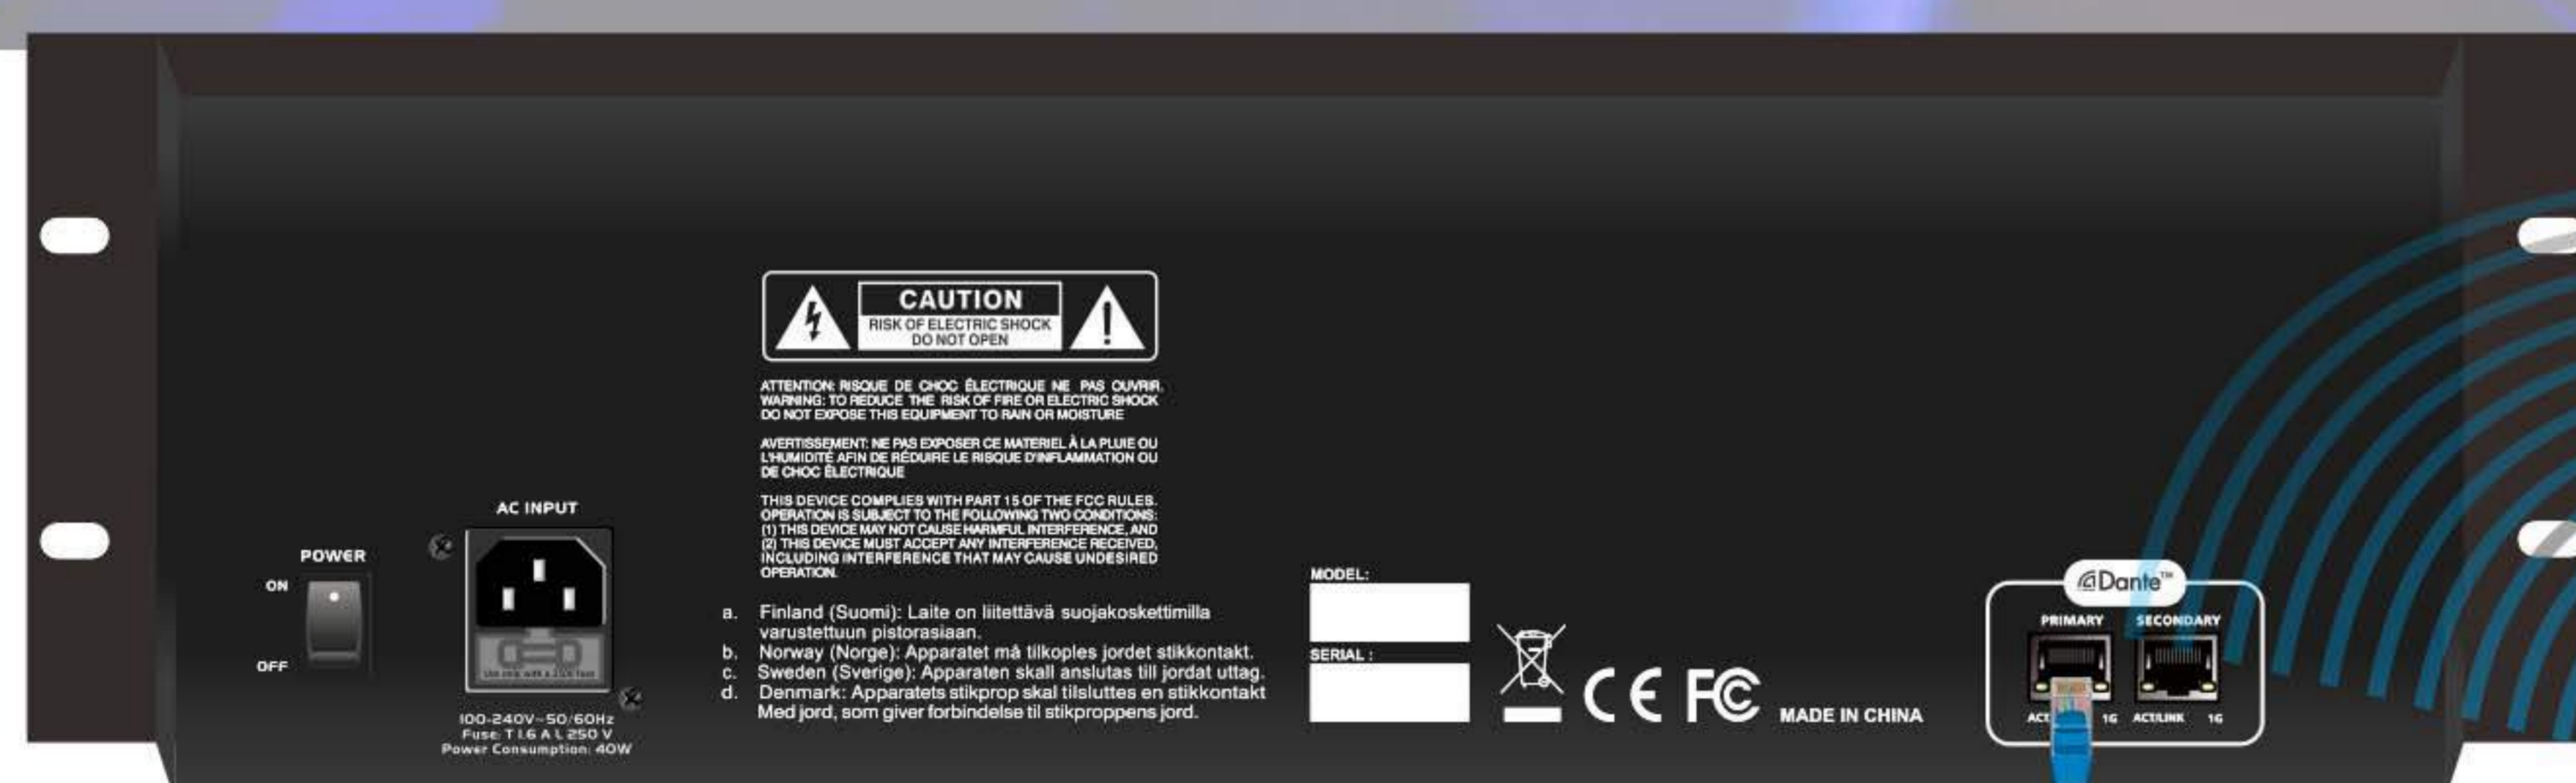 CAUTION
RISK OF ELECTRIC SHOCK
DO NOT OPEN
ATTENTION: RISQUE DE CHOC ÉLECTRIQUE NE PAS OUVRIR.
WARNING: TO REDUCE THE RISK OF FIRE OR ELECTRIC SHOCK
DO NOT EXPOSE THIS EQUIPMENT TO RAIN OR MOISTURE
AVERTISSEMENT: NE PAS EXPOSER CE MATERIEL À LA PLUIE OU
L'HUMIDITÉ AFIN DE RÉDUIRE LE RISQUE D'INFLAMMATION OU
DE CHOC ÉLECTRIQUE
THIS DEVICE COMPLIES WITH PART 15 OF THE FCC RULES.
OPERATION IS SUBJECT TO THE FOLLOWING TWO CONDITIONS:
(1) THIS DEVICE MAY NOT CAUSE HARMFUL INTERFERENCE, AND
(2) THIS DEVICE MUST ACCEPT ANY INTERFERENCE RECEIVED,
INCLUDING INTERFERENCE THAT MAY CAUSE UNDESIRED
OPERATION.
a. Finland (Suomi): Laite on liitettävä suojakoskettimilla
varustettuun pistorasiaan.
b. Norway (Norge): Apparatet må tilkoples jordet stikkontakt.
c. Sweden (Sverige): Apparaten skall anslutas till jordat uttag.
d. Denmark: Apparatets stikprop skal tilsluttes en stikkontakt
Med jord, som giver forbindelse til stikproppens jord.
POWER
ON
OFF
AC INPUT
100-240V~50/60Hz
Fuse: T 1.6 A L 250 V
Power Consumption: 40W
MODEL:
SERIAL :
CE FC
MADE IN CHINA
Dante™
PRIMARY SECONDARY
ACT 1G ACT/LINK 1G